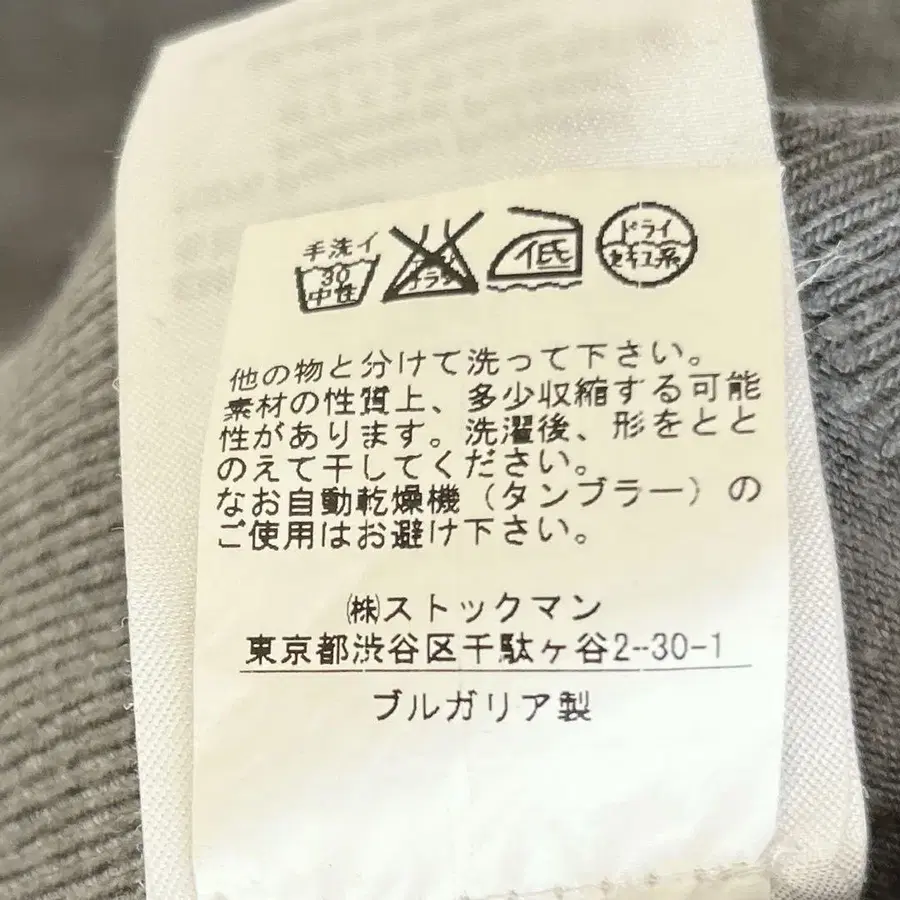 手洗イ
30
中性
低
ドライ
セキユ系
他の物と分けて洗って下さい。
素材の性質上、多少収縮する可能
性があります。洗濯後、形をとと
のえて干してください。
なお自動乾燥機（タンブラー）の
ご使用はお避け下さい。
㈱ストックマン
東京都渋谷区千駄ヶ谷2-30-1
ブルガリア製